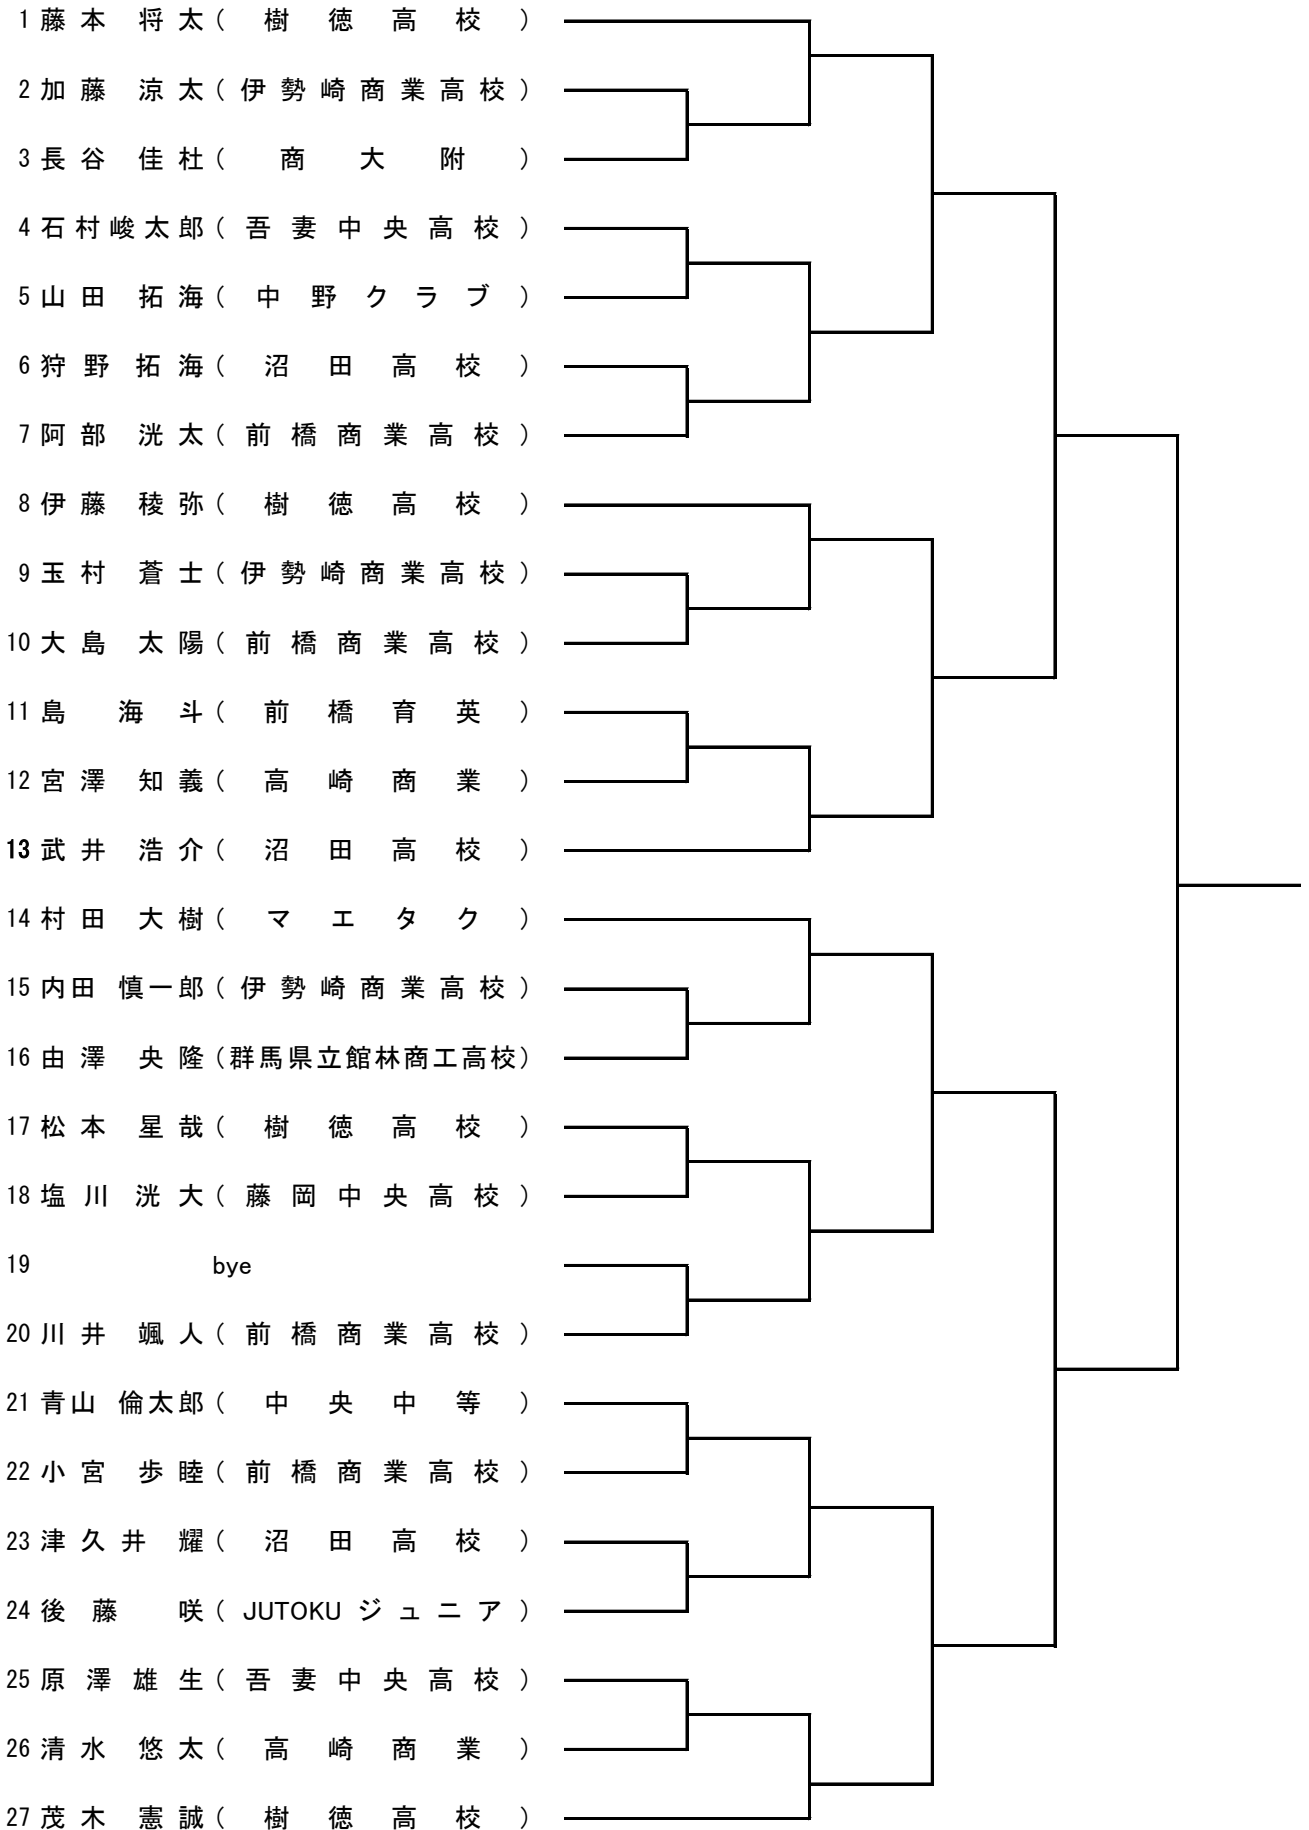 1 藤本 将太 ( 樹徳高校 )
2 加藤 涼太 ( 伊勢崎商業高校 )
3 長谷 佳杜 ( 商大附 )
4 石村峻太郎 ( 吾妻中央高校 )
5 山田 拓海 ( 中野クラブ )
6 狩野 拓海 ( 沼田高校 )
7 阿部 洸太 ( 前橋商業高校 )
8 伊藤 稜弥 ( 樹徳高校 )
9 玉村 蒼士 ( 伊勢崎商業高校 )
10 大島 太陽 ( 前橋商業高校 )
11 島 海斗 ( 前橋育英 )
12 宮澤 知義 ( 高崎商業 )
13 武井 浩介 ( 沼田高校 )
14 村田 大樹 ( マエタク )
15 内田 慎一郎 ( 伊勢崎商業高校 )
16 由澤 央隆 (群馬県立館林商工高校)
17 松本 星哉 ( 樹徳高校 )
18 塩川 洸大 ( 藤岡中央高校 )
19 bye
20 川井 颯人 ( 前橋商業高校 )
21 青山 倫太郎 ( 中央中等 )
22 小宮 歩睦 ( 前橋商業高校 )
23 津久井 耀 ( 沼田高校 )
24 後藤 咲 ( JUTOKU ジュニア )
25 原澤雄生 ( 吾妻中央高校 )
26 清水 悠太 ( 高崎商業 )
27 茂木 憲誠 ( 樹徳高校 )